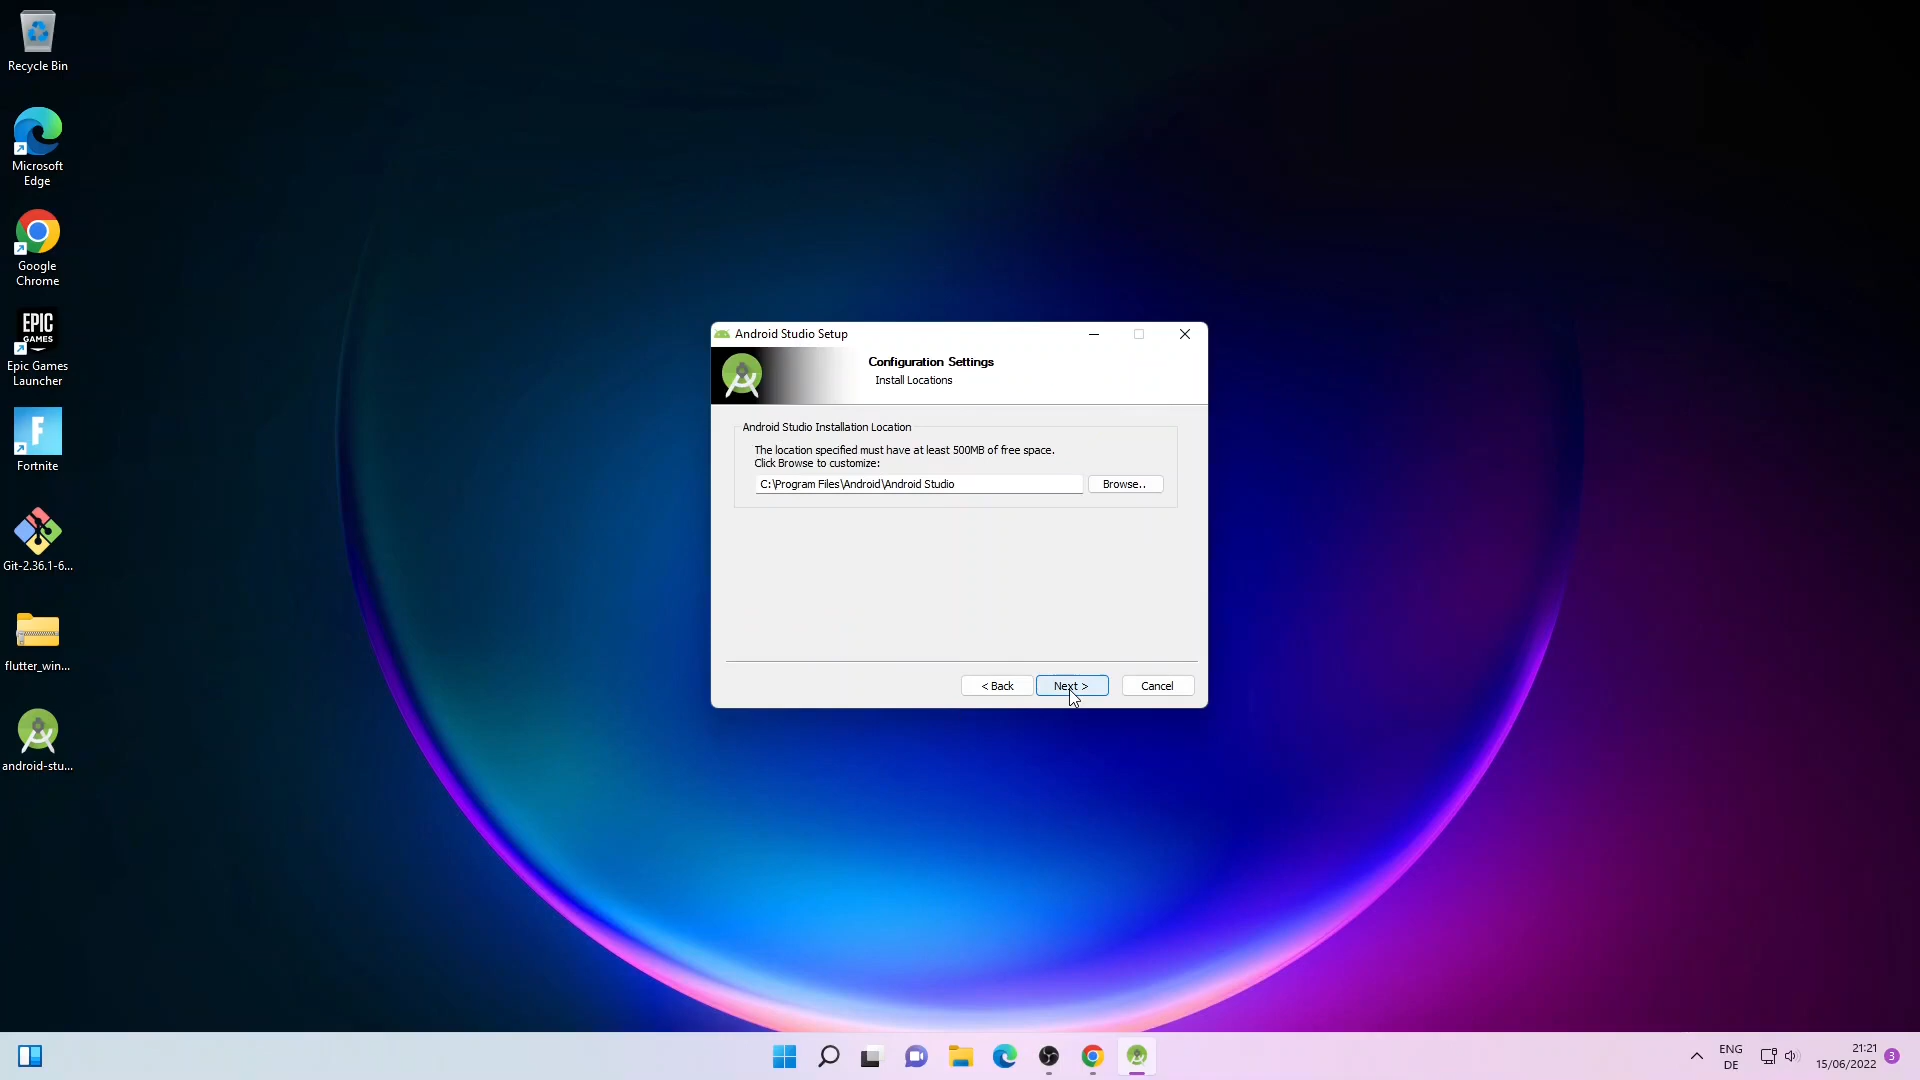 Recycle Bin
Microsoft
Edge
Google
Chrome
EPIC
GAMES
Epic Games
Launcher
F
Fortnite
Git-2.36.1-6...
flutter_win...
android-stu...
Android Studio Setup
Configuration Settings
Install Locations
Android Studio Installation Location
The location specified must have at least 500MB of free space.
Click Browse to customize:
C:\Program Files\Android\Android Studio
Browse..
< Back
Next >
Cancel
ENG
DE
21:21
15/06/2022
3